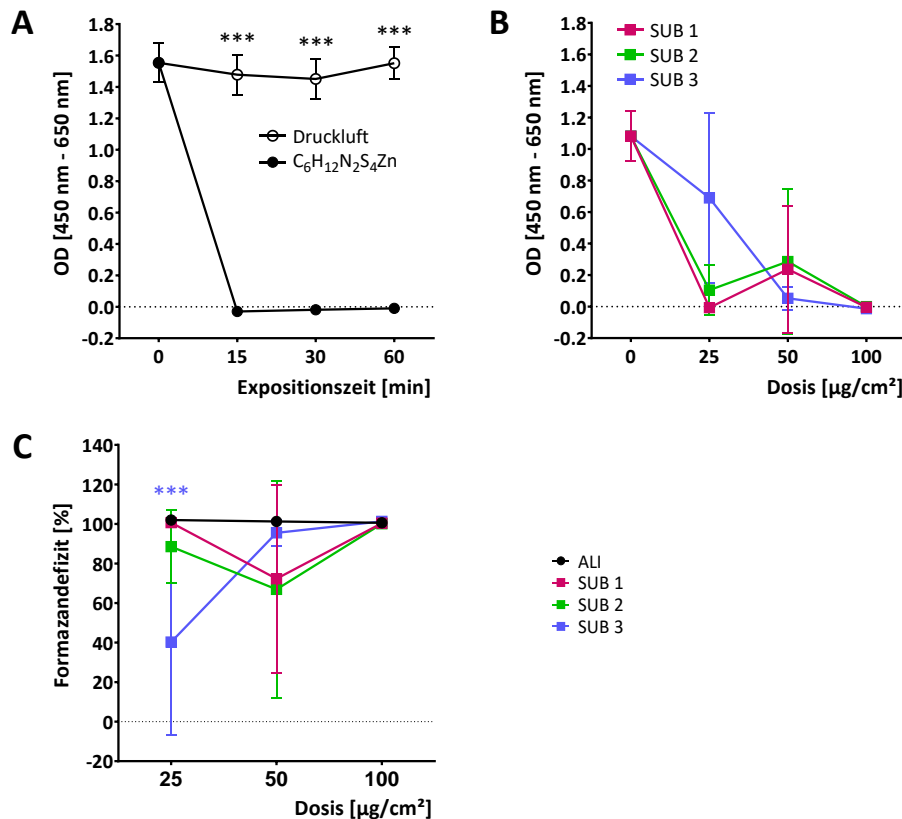 A
1.8
1.6
1.4
1.2
1.0
0.8
0.6
0.4
0.2
0.0
-0.2
OD [450 nm - 650 nm]
***
***
***
Druckluft
C₆H₁₂N₂S₄Zn
0
15
30
60
Expositionszeit [min]
B
1.8
1.6
1.4
1.2
1.0
0.8
0.6
0.4
0.2
0.0
-0.2
OD [450 nm - 650 nm]
SUB 1
SUB 2
SUB 3
0
25
50
100
Dosis [µg/cm²]
C
140
120
100
80
60
40
20
0
-20
Formazandefizit [%]
***
25
50
100
Dosis [µg/cm²]
ALI
SUB 1
SUB 2
SUB 3